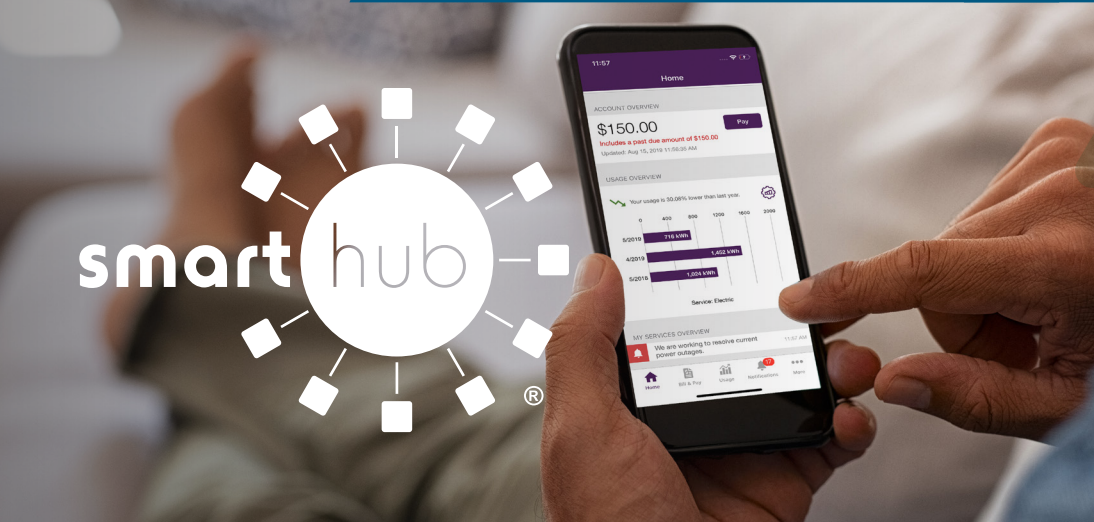 smart hub
®
11:57
Home
ACCOUNT OVERVIEW
$150.00
Pay
Includes a past due amount of $150.00
Updated: Aug 15, 2019 11:56:35 AM
USAGE OVERVIEW
Your usage is 30.08% lower than last year.
0 400 800 1200 1600 2000
5/2019 716 kWh
4/2019 1,452 kWh
5/2018 1,024 kWh
Service: Electric
MY SERVICES OVERVIEW
We are working to resolve current
power outages.
11:57 AM
17
Home Bill & Pay Usage Notifications More